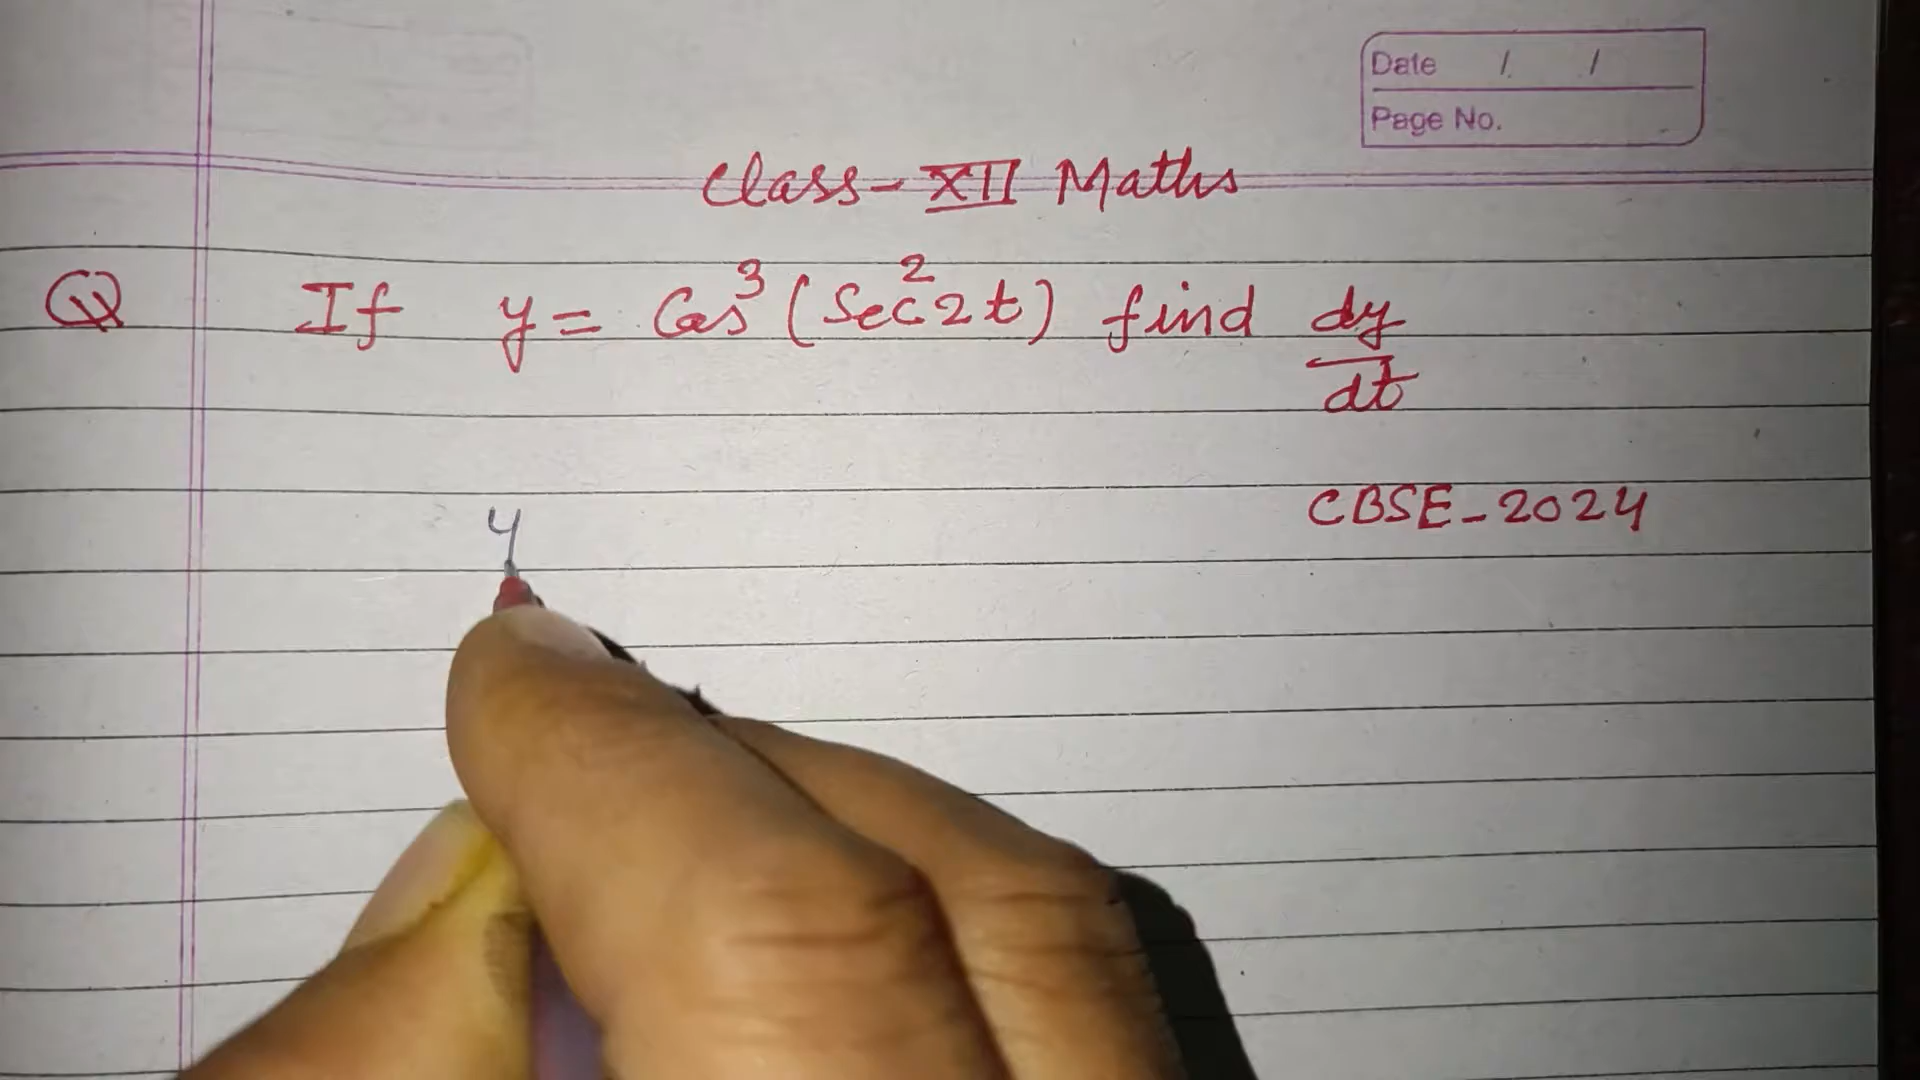 Date / /
Page No.
Class-XII Maths
Q If y = Cos³ (Sec²2t) find dy/dt
CBSE-2024
y